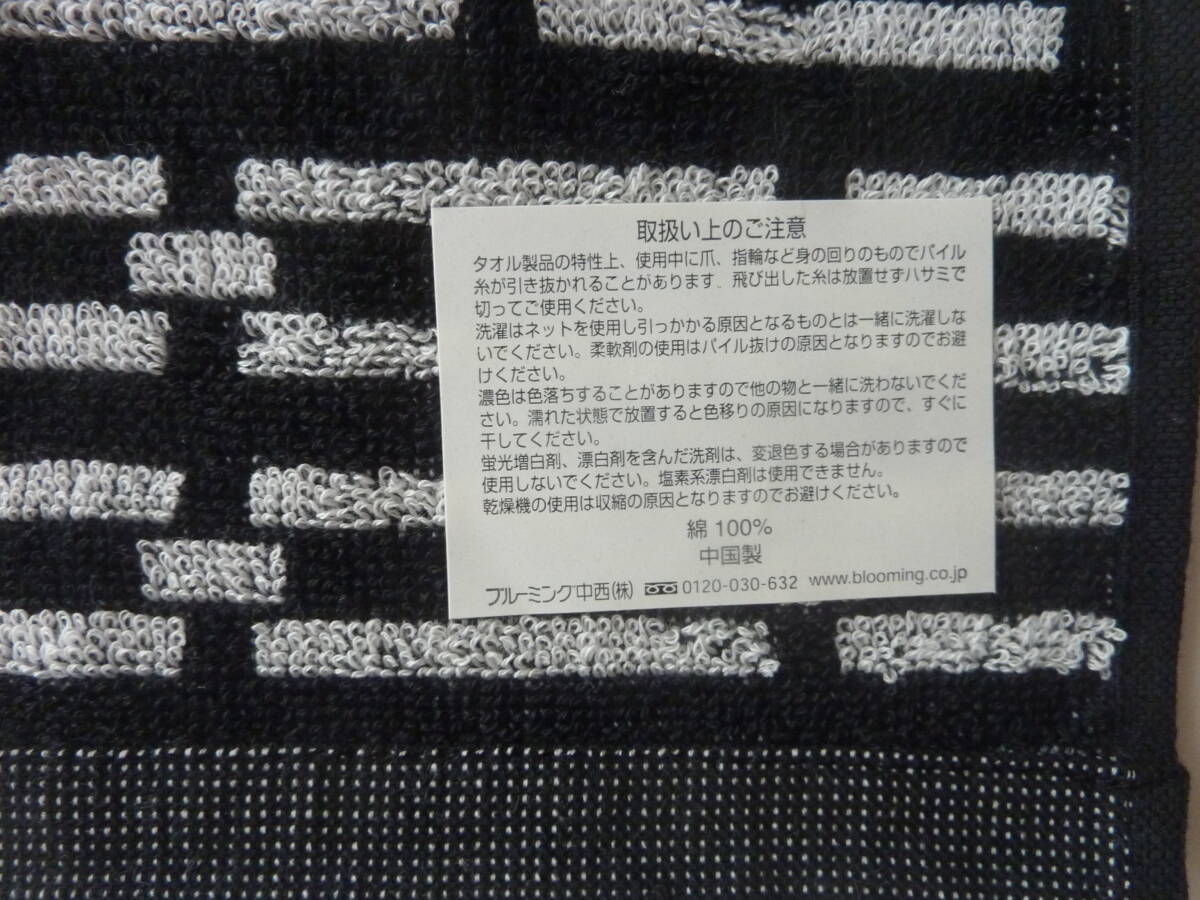 取扱い上のご注意
タオル製品の特性上、使用中に爪、指輪など身の回りのものでパイル
糸が引き抜かれることがあります。飛び出した糸は放置せずハサミで
切ってご使用ください。
洗濯はネットを使用し引っかかる原因となるものとは一緒に洗濯しな
いでください。柔軟剤の使用はパイル抜けの原因となりますのでお避
けください。
濃色は色落ちすることがありますので他の物と一緒に洗わないでくだ
さい。濡れた状態で放置すると色移りの原因になりますので、すぐに
干してください。
蛍光増白剤、漂白剤を含んだ洗剤は、変退色する場合がありますので
使用しないでください。塩素系漂白剤は使用できません。
乾燥機の使用は収縮の原因となりますのでお避けください。
綿 100%
中国製
ブルーミング中西(株) 0120-030-632 www.blooming.co.jp